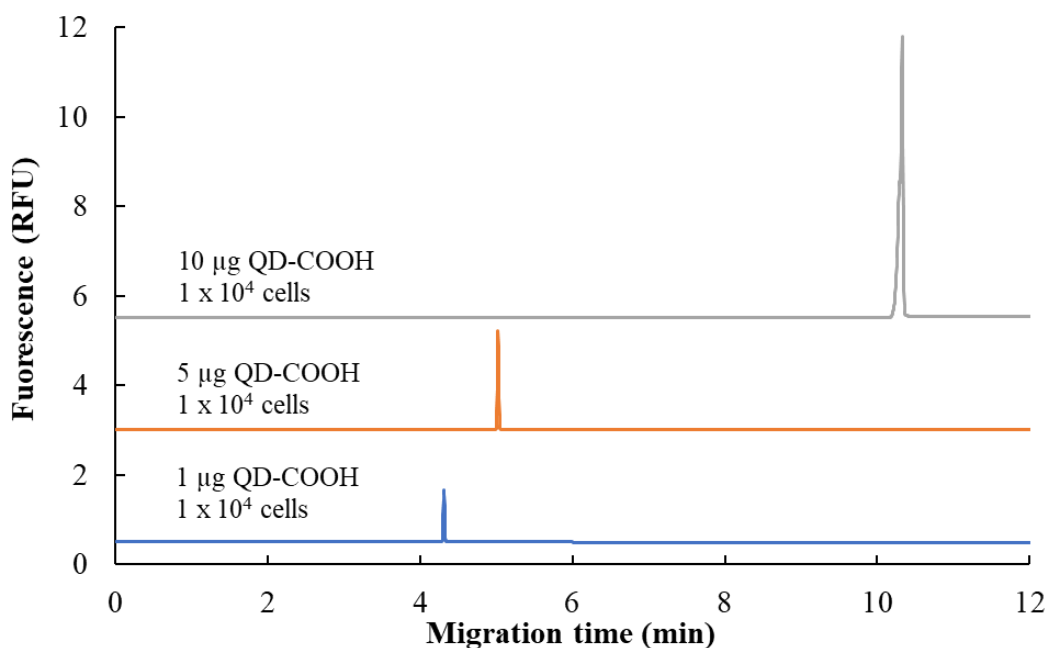 Fuorescence (RFU)
12
10
8
6
4
2
0
10 µg QD-COOH
1 x 10⁴ cells
5 µg QD-COOH
1 x 10⁴ cells
1 µg QD-COOH
1 x 10⁴ cells
0 2 4 6 8 10 12
Migration time (min)